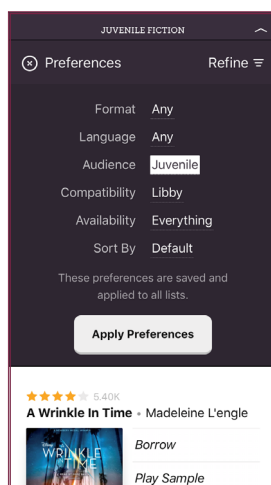 JUVENILE FICTION
Preferences Refine
Format Any
Language Any
Audience Juvenile
Compatibility Libby
Availability Everything
Sort By Default
These preferences are saved and
applied to all lists.
Apply Preferences
5.40K
A Wrinkle In Time • Madeleine L'engle
Borrow
Play Sample
WRINKLE
TIME